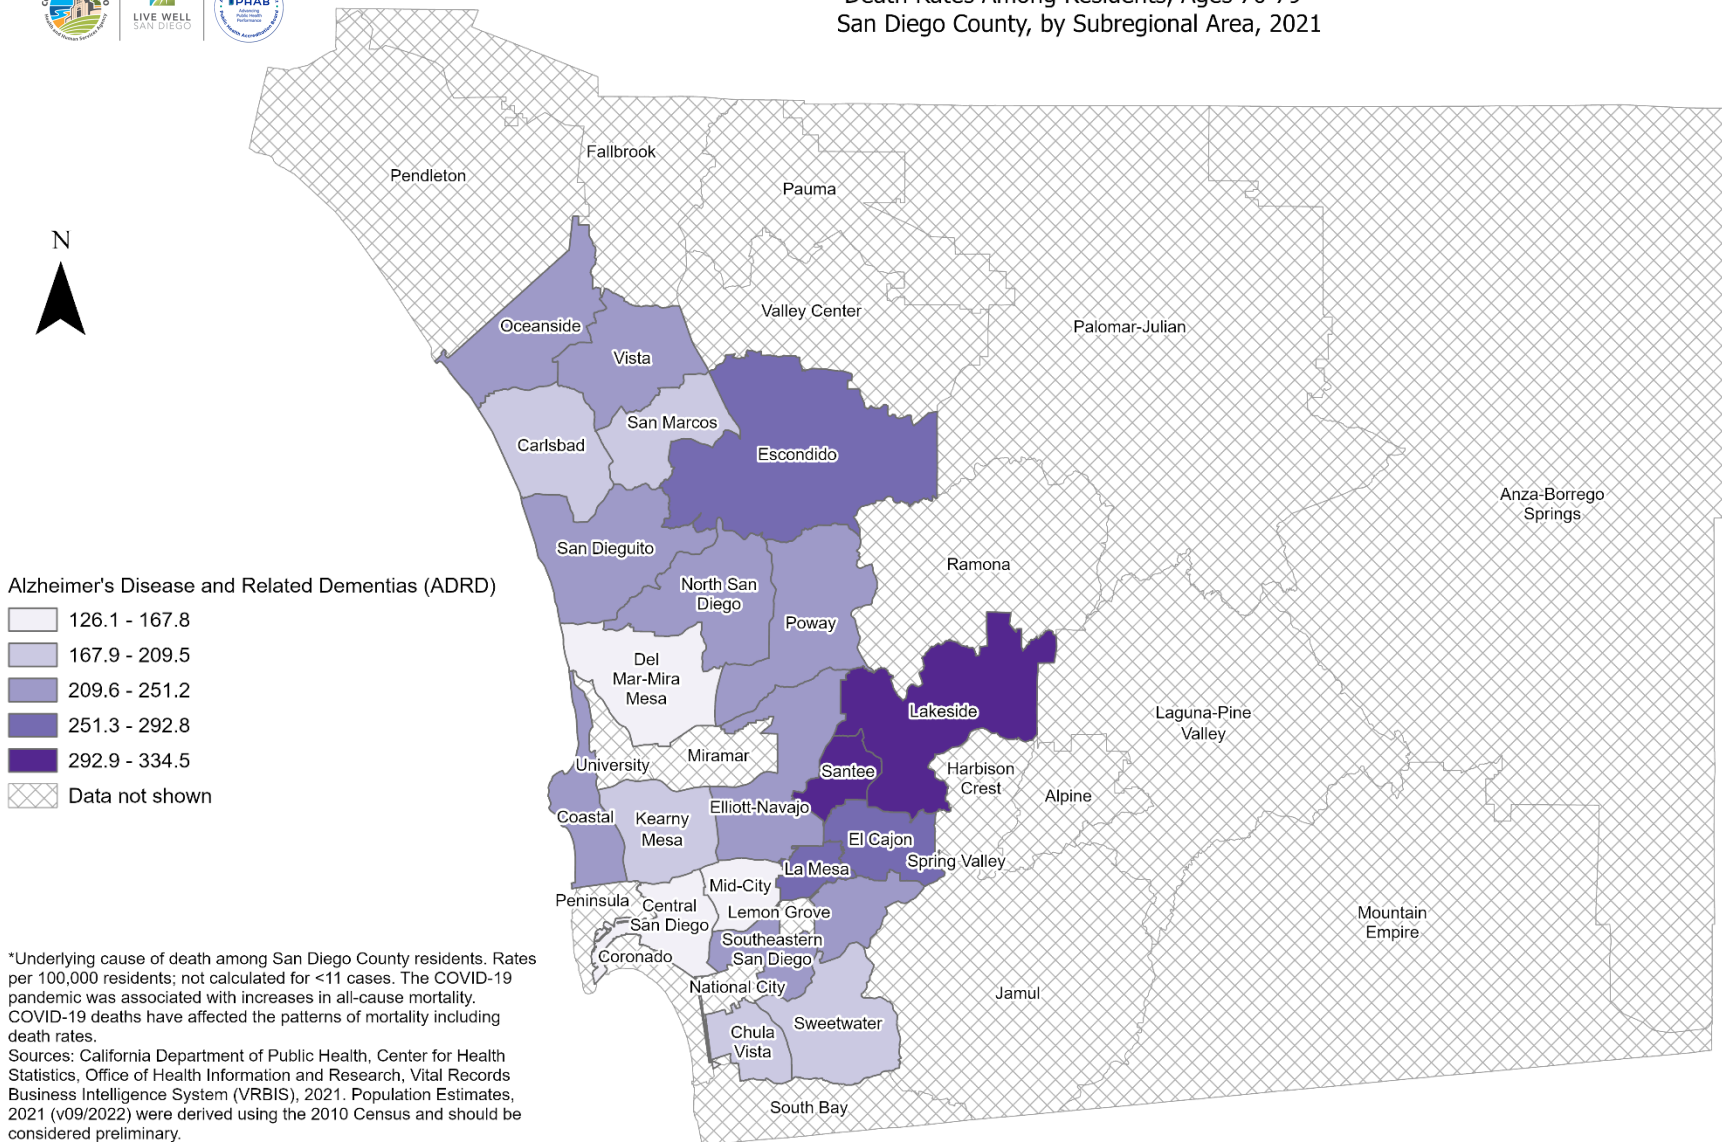 LIVE WELL
SAN DIEGO
PHAB
Advancing
Public Health
Performance
Public Health Accreditation Board
Death Rates Among Residents, Ages 70-79
San Diego County, by Subregional Area, 2021
Fallbrook
Pendleton
Pauma
N
Valley Center
Oceanside
Palomar-Julian
Vista
San Marcos
Carlsbad
Escondido
Anza-Borrego
Springs
San Dieguito
Ramona
North San
Diego
Poway
Del
Mar-Mira
Mesa
Lakeside
Laguna-Pine
Valley
Miramar
University
Santee
Harbison
Crest
Alpine
Elliott-Navajo
Coastal
Kearny
Mesa
El Cajon
Spring Valley
La Mesa
Mid-City
Peninsula
Central
San Diego
Lemon Grove
Mountain
Empire
Southeastern
San Diego
Coronado
National City
Jamul
Sweetwater
Chula
Vista
South Bay
Alzheimer's Disease and Related Dementias (ADRD)
126.1 - 167.8
167.9 - 209.5
209.6 - 251.2
251.3 - 292.8
292.9 - 334.5
Data not shown
*Underlying cause of death among San Diego County residents. Rates
per 100,000 residents; not calculated for <11 cases. The COVID-19
pandemic was associated with increases in all-cause mortality.
COVID-19 deaths have affected the patterns of mortality including
death rates.
Sources: California Department of Public Health, Center for Health
Statistics, Office of Health Information and Research, Vital Records
Business Intelligence System (VRBIS), 2021. Population Estimates,
2021 (v09/2022) were derived using the 2010 Census and should be
considered preliminary.